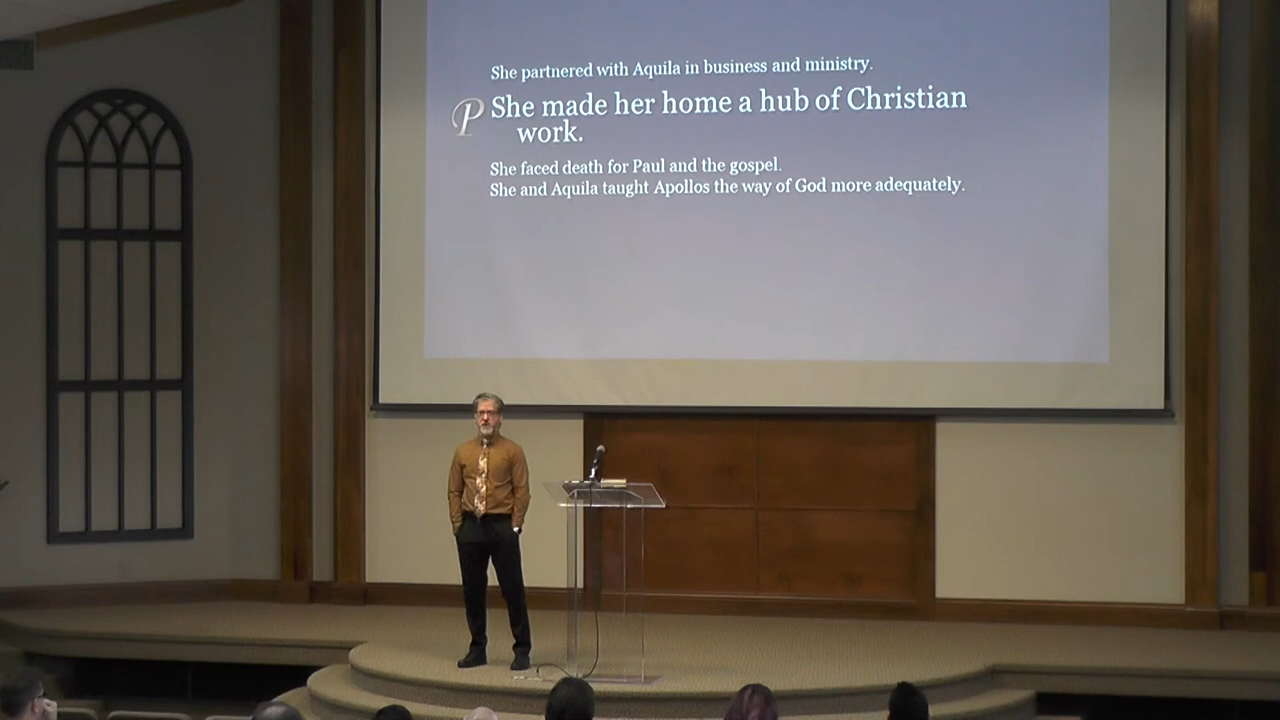 She partnered with Aquila in business and ministry.
P She made her home a hub of Christian
work.
She faced death for Paul and the gospel.
She and Aquila taught Apollos the way of God more adequately.